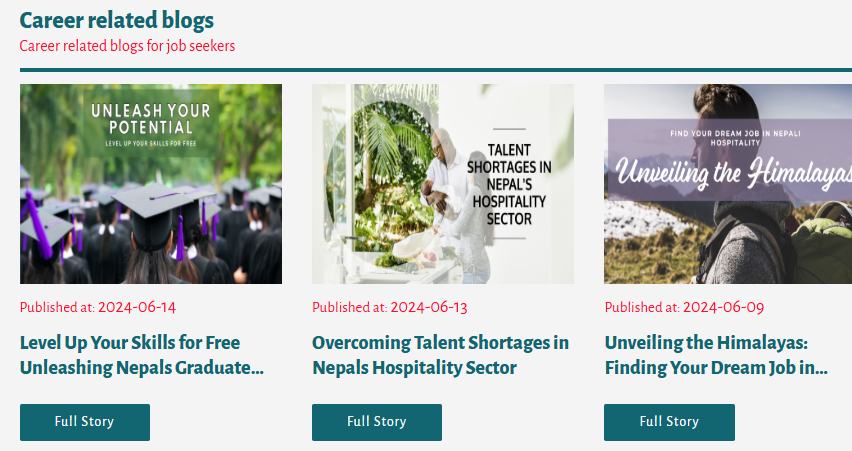 Career related blogs
Career related blogs for job seekers
UNLEASH YOUR
POTENTIAL
LEVEL UP YOUR SKILLS FOR FREE
TALENT
SHORTAGES IN
NEPAL'S
HOSPITALITY
SECTOR
FIND YOUR DREAM JOB IN NEPALI
HOSPITALITY
Unveiling the Himalayas
Published at: 2024-06-14
Published at: 2024-06-13
Published at: 2024-06-09
Level Up Your Skills for Free
Unleashing Nepals Graduate...
Overcoming Talent Shortages in
Nepals Hospitality Sector
Unveiling the Himalayas:
Finding Your Dream Job in...
Full Story
Full Story
Full Story